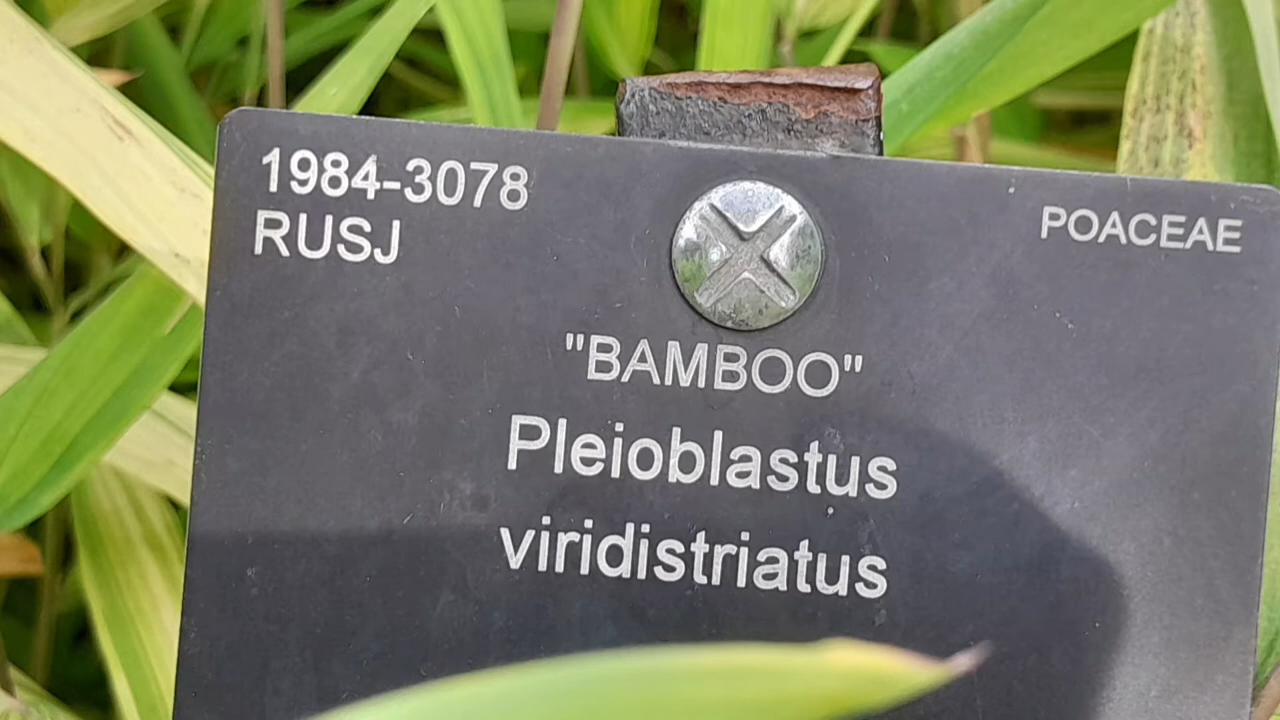 1984-3078
RUSJ
POACEAE
"BAMBOO"
Pleioblastus
viridistriatus